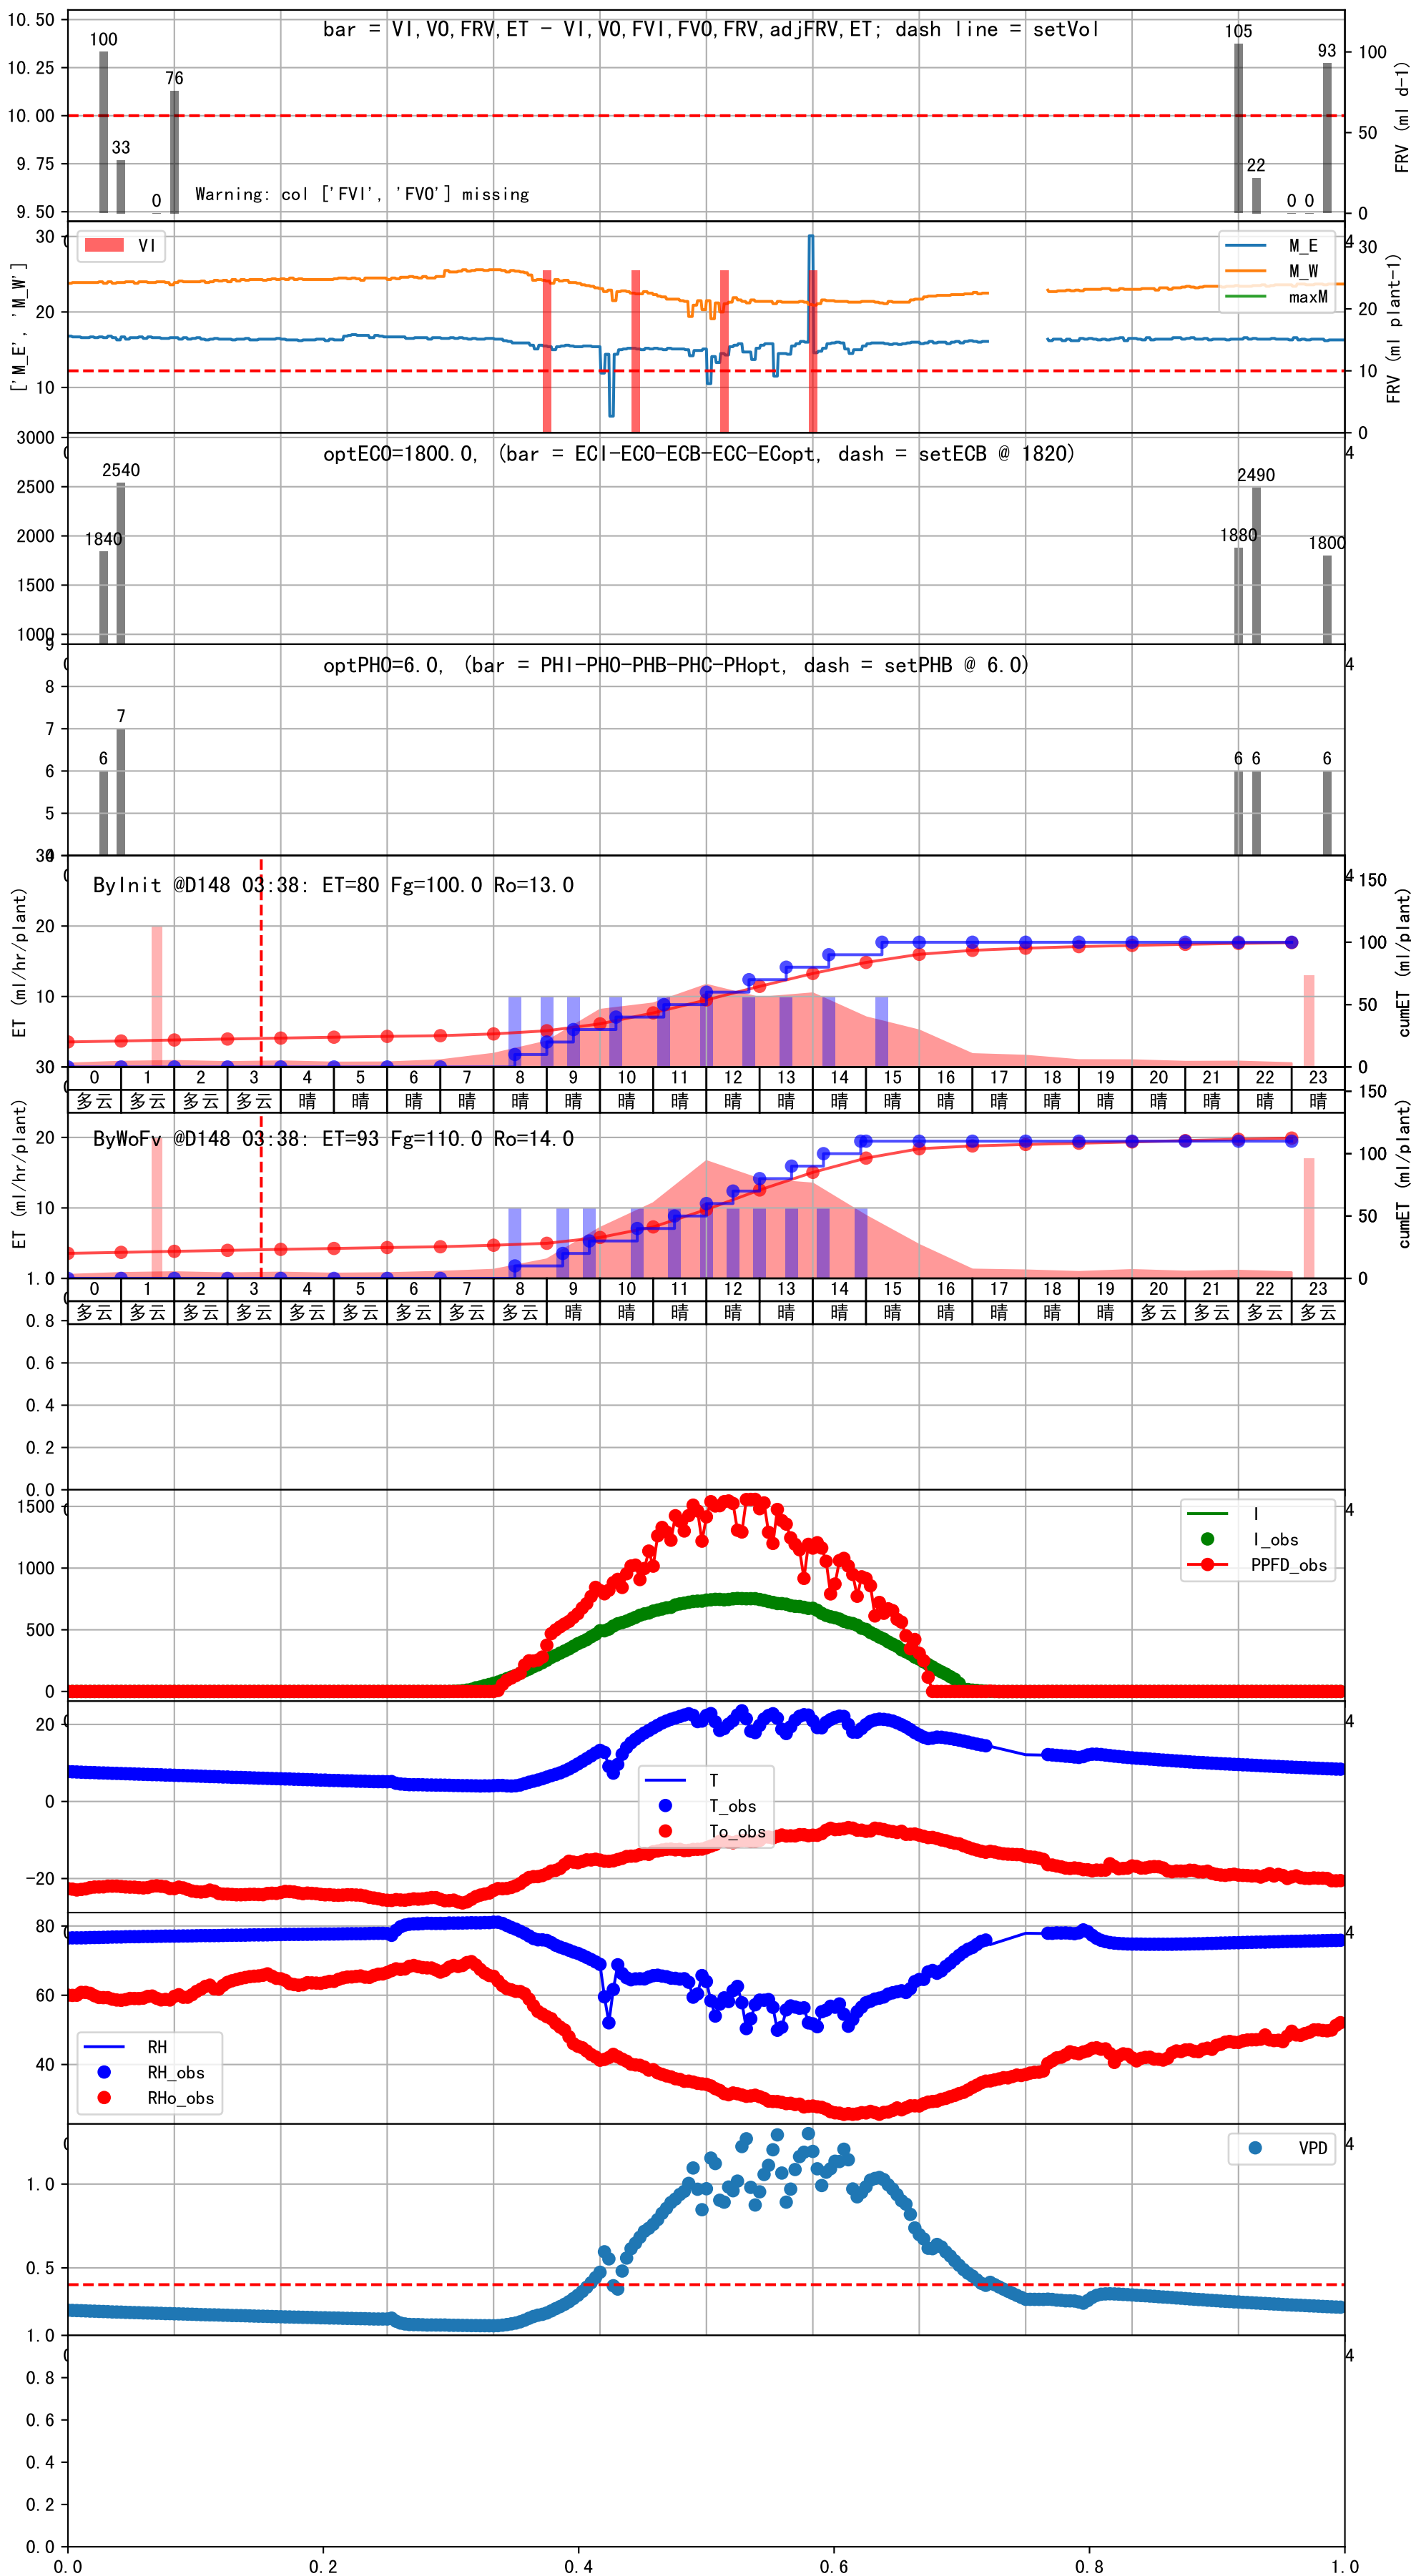 bar = VI,VO,FRV,ET - VI,VO,FVI,FVO,FRV,adjFRV,ET; dash line = setVol
10.50
10.25
10.00
9.75
9.50
100
33
0
76
105
22
0 0
93
Warning: col ['FVI', 'FVO'] missing
100
50
0
FRV (ml d-1)
30
20
10
['M_E', 'M_W']
VI
M_E
M_W
maxM
4
30
20
10
0
FRV (ml plant-1)
optECO=1800.0, (bar = ECI-ECO-ECB-ECC-ECopt, dash = setECB @ 1820)
3000
2500
2000
1500
1000
1840
2540
1880
2490
1800
4
optPHO=6.0, (bar = PHI-PHO-PHB-PHC-PHopt, dash = setPHB @ 6.0)
9
8
7
6
5
4
6
7
6 6
6
4
ByInit @D148 03:38: ET=80 Fg=100.0 Ro=13.0
30
20
10
ET (ml/hr/plant)
4
150
100
50
0
cumET (ml/plant)
0 1 2 3 4 5 6 7 8 9 10 11 12 13 14 15 16 17 18 19 20 21 22 23
多云 多云 多云 多云 晴 晴 晴 晴 晴 晴 晴 晴 晴 晴 晴 晴 晴 晴 晴 晴 晴 晴 晴 晴
ByWoFv @D148 03:38: ET=93 Fg=110.0 Ro=14.0
30
20
10
ET (ml/hr/plant)
150
100
50
0
cumET (ml/plant)
0 1 2 3 4 5 6 7 8 9 10 11 12 13 14 15 16 17 18 19 20 21 22 23
多云 多云 多云 多云 多云 多云 多云 多云 多云 晴 晴 晴 晴 晴 晴 晴 晴 晴 晴 晴 多云 多云 多云 多云
1.0
0.8
0.6
0.4
0.2
0.0
1500
1000
500
0
I
I_obs
PPFD_obs
4
20
0
-20
T
T_obs
To_obs
4
80
60
40
RH
RH_obs
RHo_obs
4
1.0
0.5
VPD
4
1.0
0.8
0.6
0.4
0.2
0.0
4
0.0 0.2 0.4 0.6 0.8 1.0